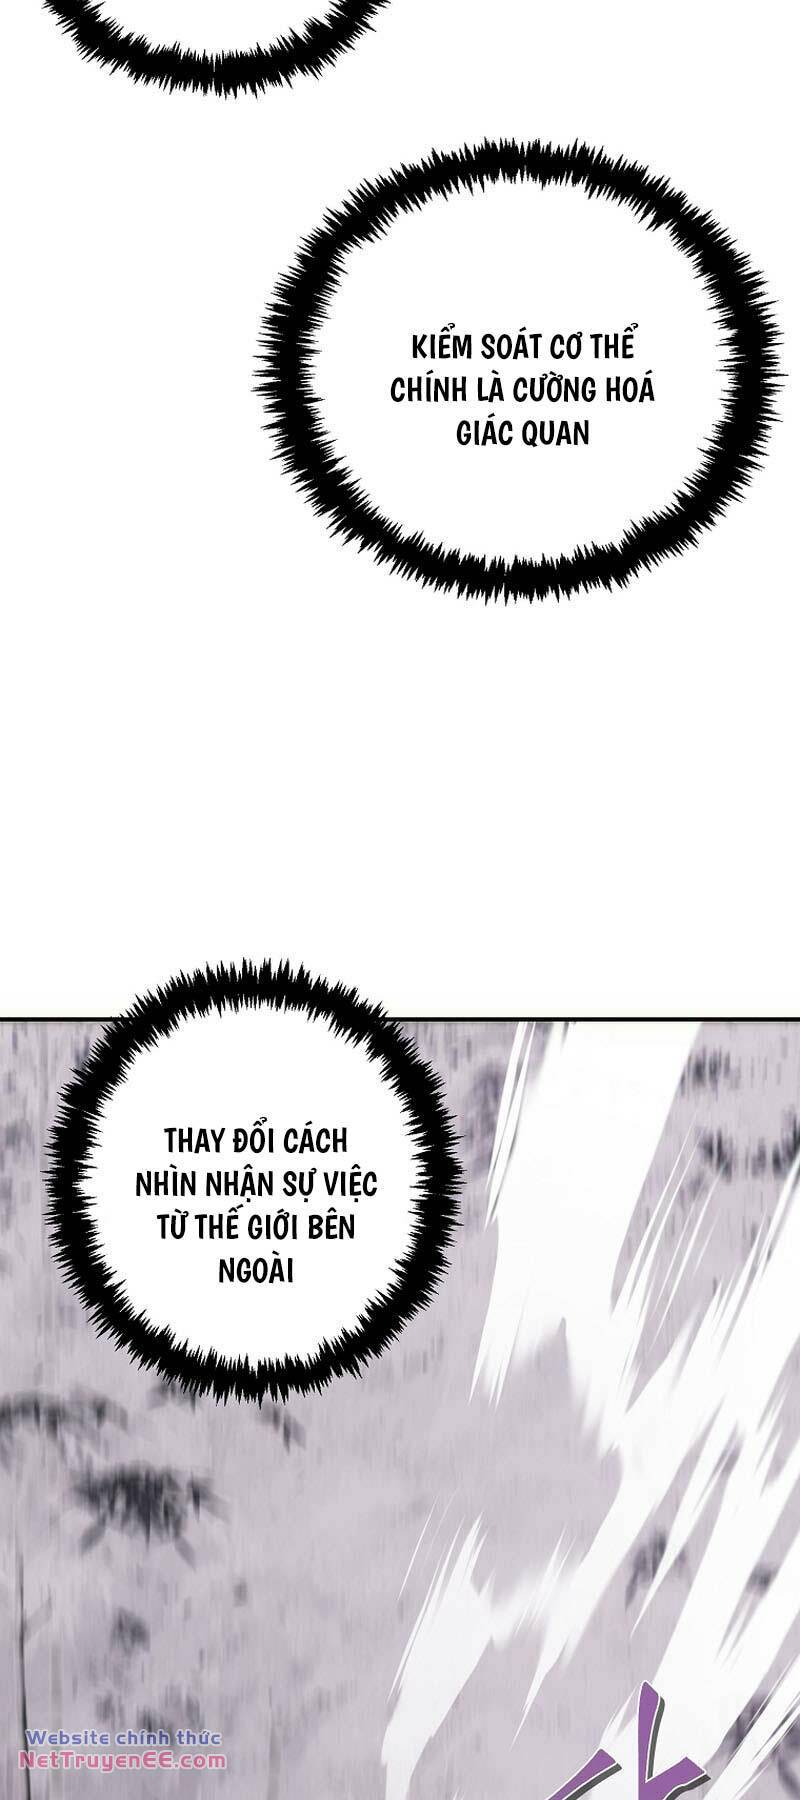 KIỂM SOÁT CƠ THỂ
CHÍNH LÀ CƯỜNG HOÁ
GIÁC QUAN
THAY ĐỔI CÁCH
NHÌN NHẬN SỰ VIỆC
TỪ THẾ GIỚI BÊN
NGOÀI
Website chính thức
NetTruyenEE.com